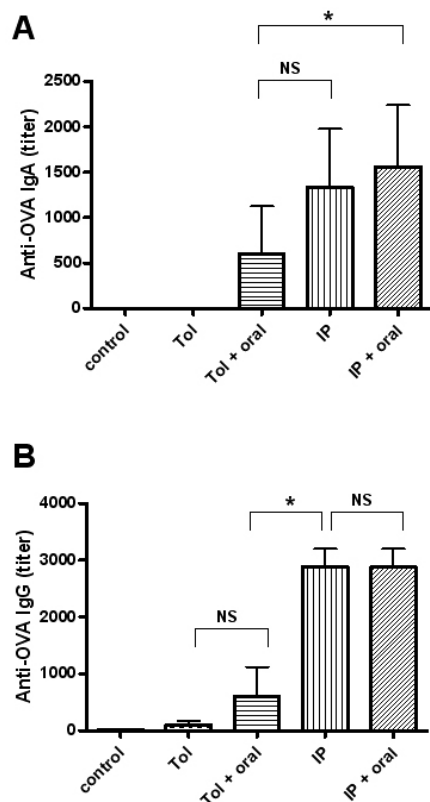 A
*
NS
2500
2000
1500
1000
500
0
Anti-OVA IgA (titer)
control
Tol
Tol + oral
IP
IP + oral
B
* NS
NS
4000
3000
2000
1000
0
Anti-OVA IgG (titer)
control
Tol
Tol + oral
IP
IP + oral